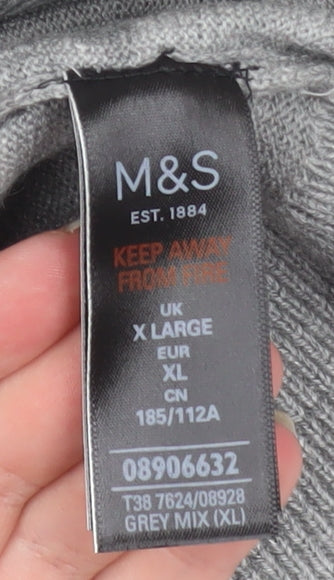 M&S
EST. 1884
KEEP AWAY
FROM FIRE
UK
X LARGE
EUR
XL
CN
185/112A
08906632
T38 7624/08928
GREY MIX (XL)